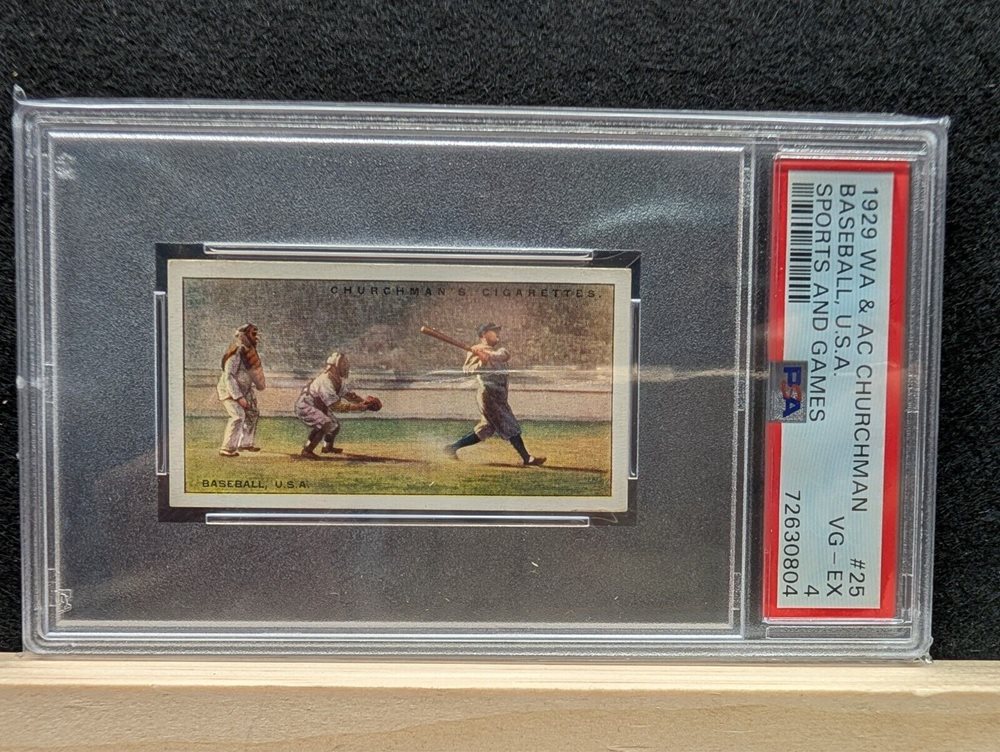 CHURCHMAN'S CIGARETTES.
BASEBALL, U.S.A.
1929 WA & AC CHURCHMAN #25
BASEBALL, U.S.A. VG - EX
SPORTS AND GAMES 4
PSA
72630804